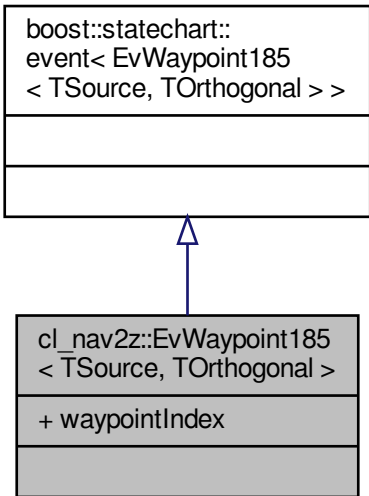 boost::statechart::
event< EvWaypoint185
< TSource, TOrthogonal > >
cl_nav2z::EvWaypoint185
< TSource, TOrthogonal >
+ waypointIndex